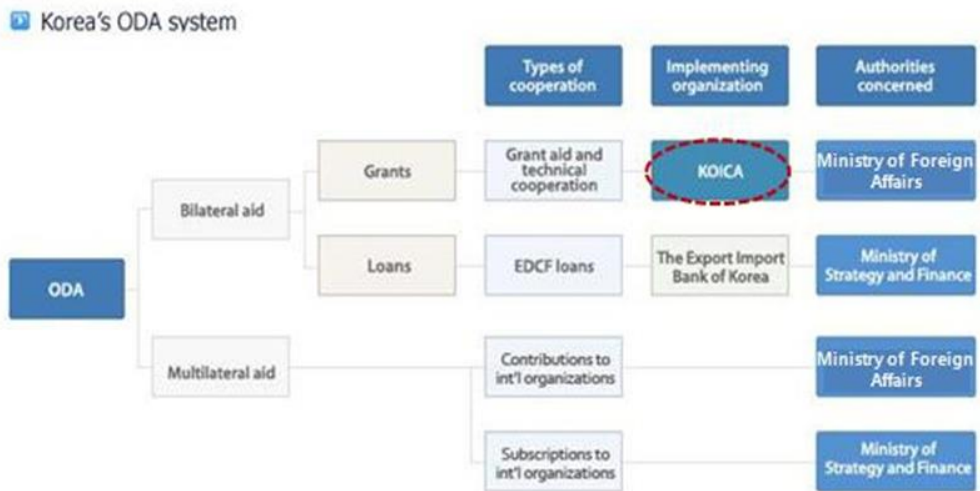 Korea's ODA system
Types of
cooperation
Implementing
organization
Authorities
concerned
Grants
Grant aid and
technical
cooperation
KOICA
Ministry of Foreign
Affairs
Bilateral aid
Loans
EDCF loans
The Export Import
Bank of Korea
Ministry of
Strategy and Finance
ODA
Multilateral aid
Contributions to
int'l organizations
Ministry of Foreign
Affairs
Subscriptions to
int'l organizations
Ministry of
Strategy and Finance